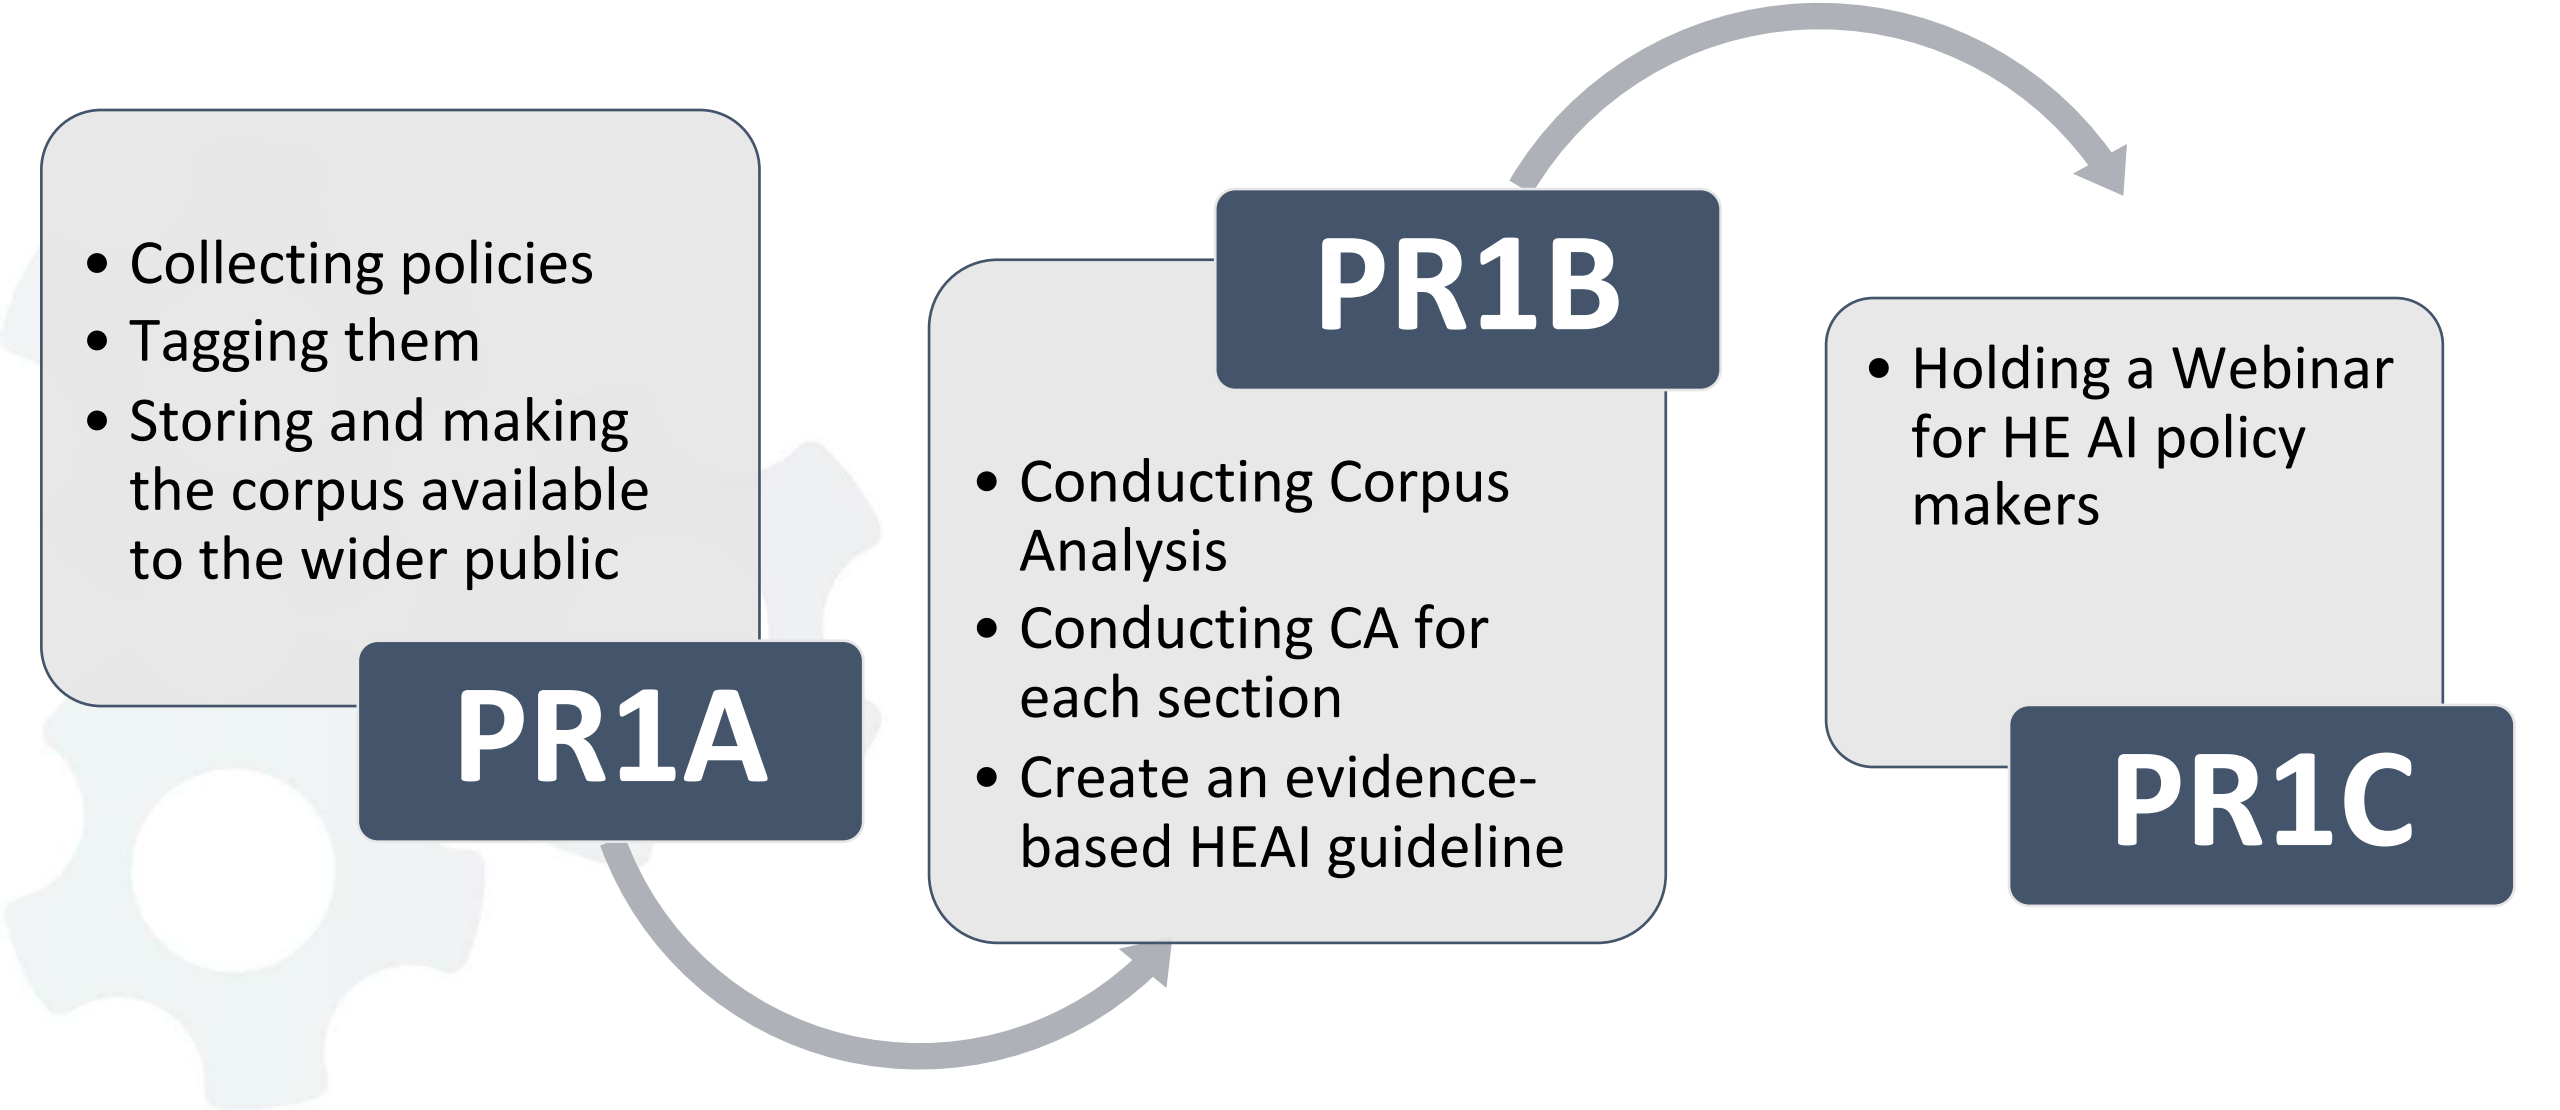 • Collecting policies
• Tagging them
• Storing and making
the corpus available
to the wider public
PR1A
PR1B
• Conducting Corpus
Analysis
• Conducting CA for
each section
• Create an evidence-
based HEAI guideline
• Holding a Webinar
for HE AI policy
makers
PR1C